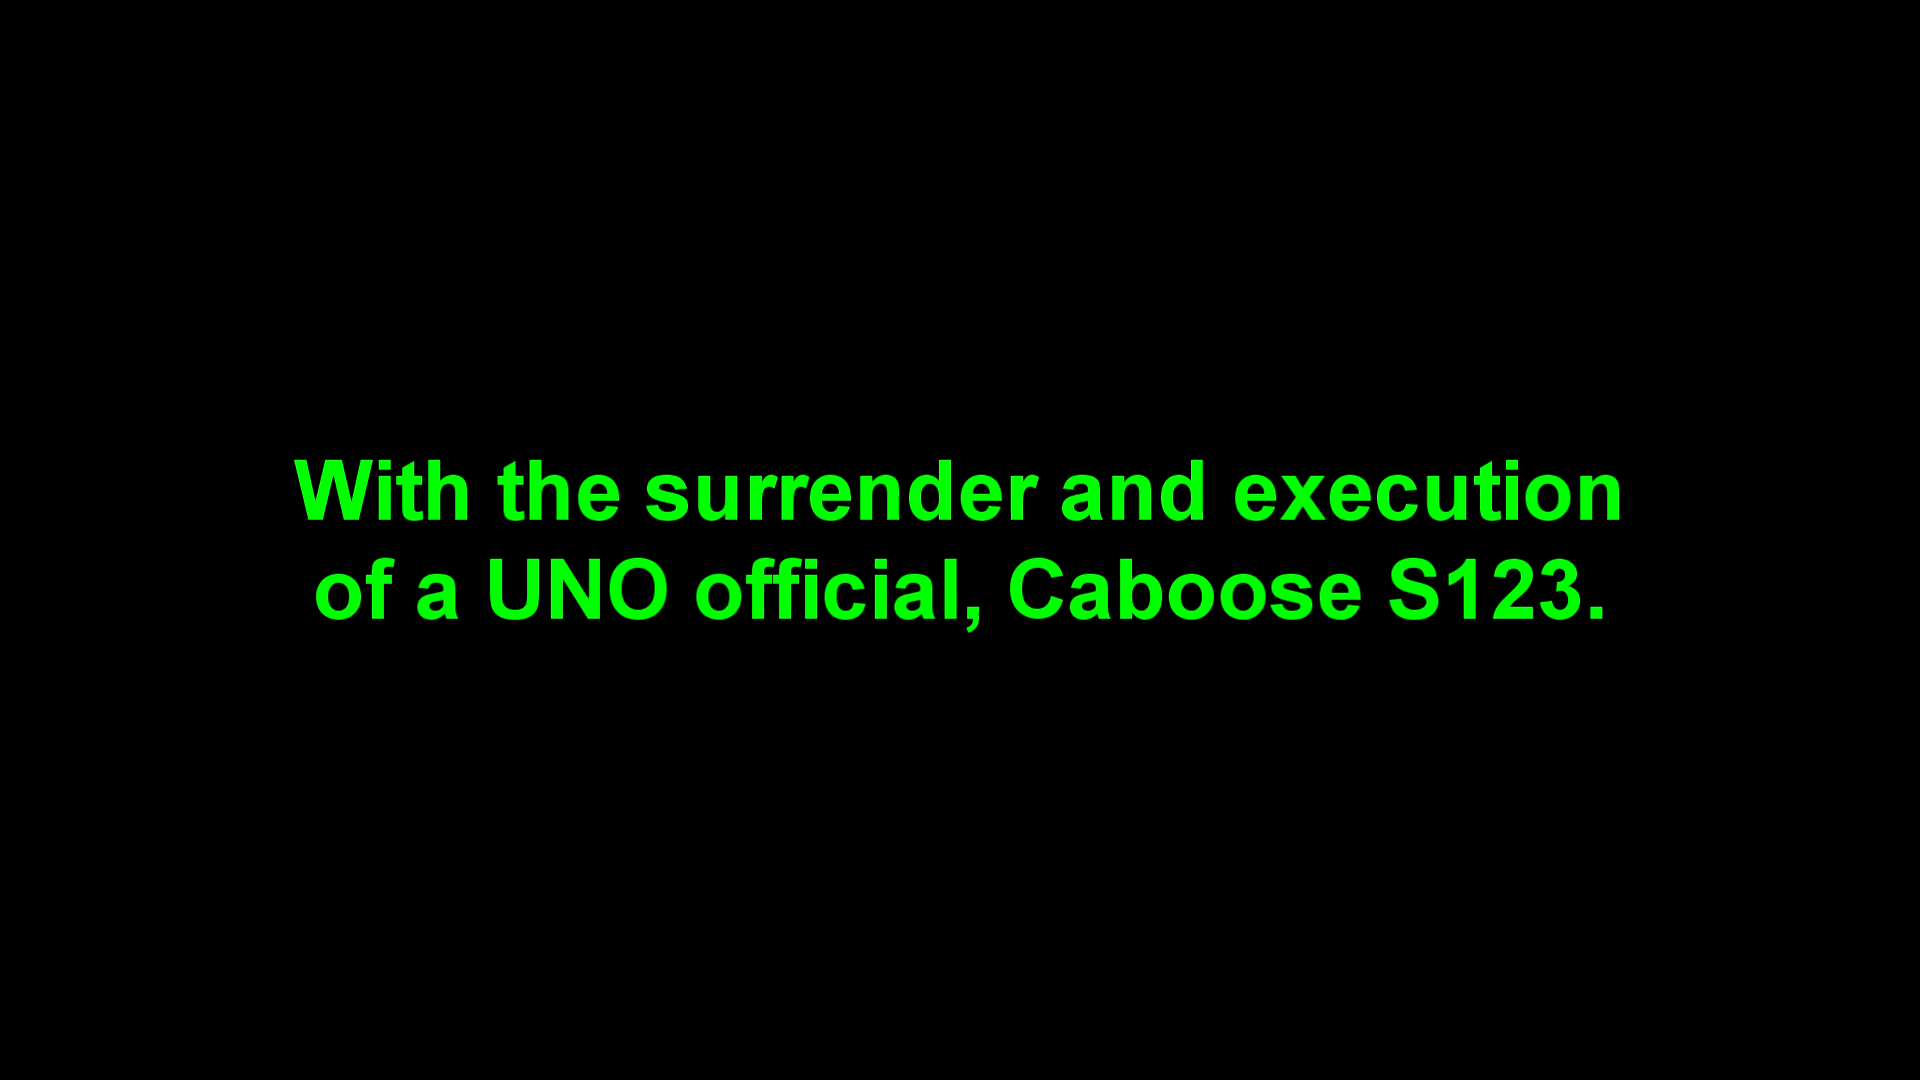 With the surrender and execution
of a UNO official, Caboose S123.